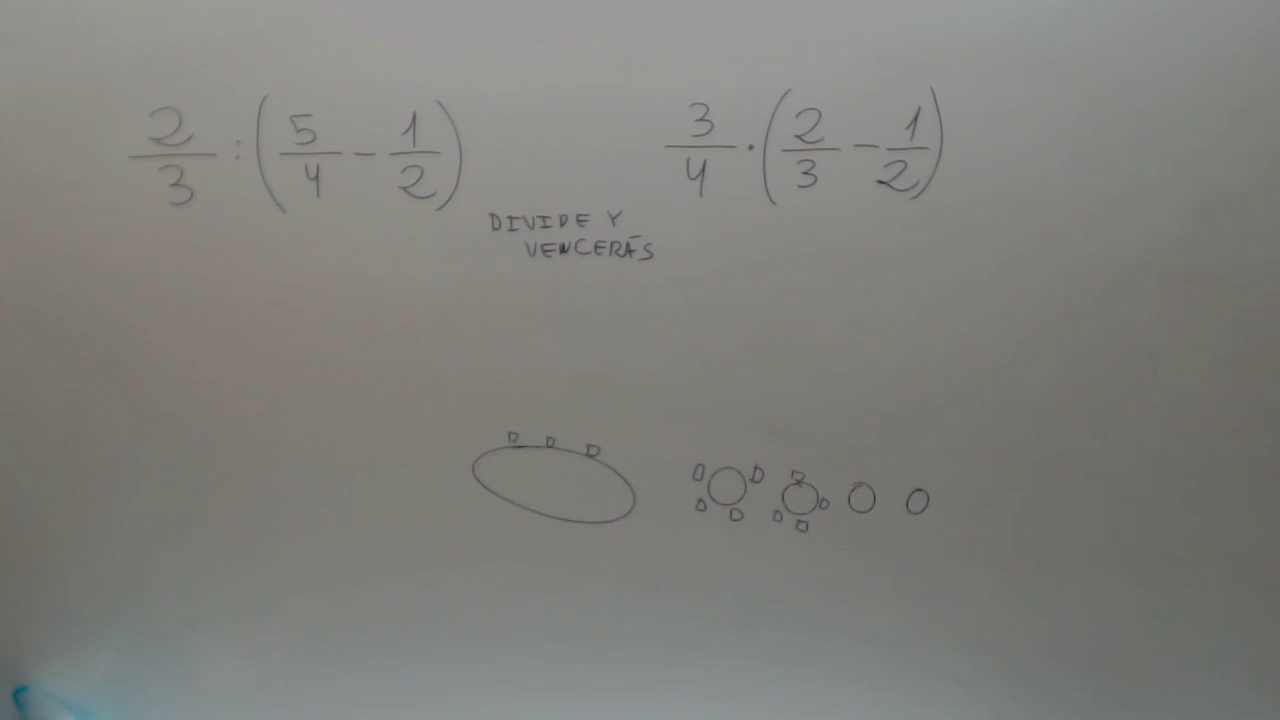 2/3 : (5/4 - 1/2)
3/4 · (2/3 - 1/2)
DIVIDE Y
VENCERÁS